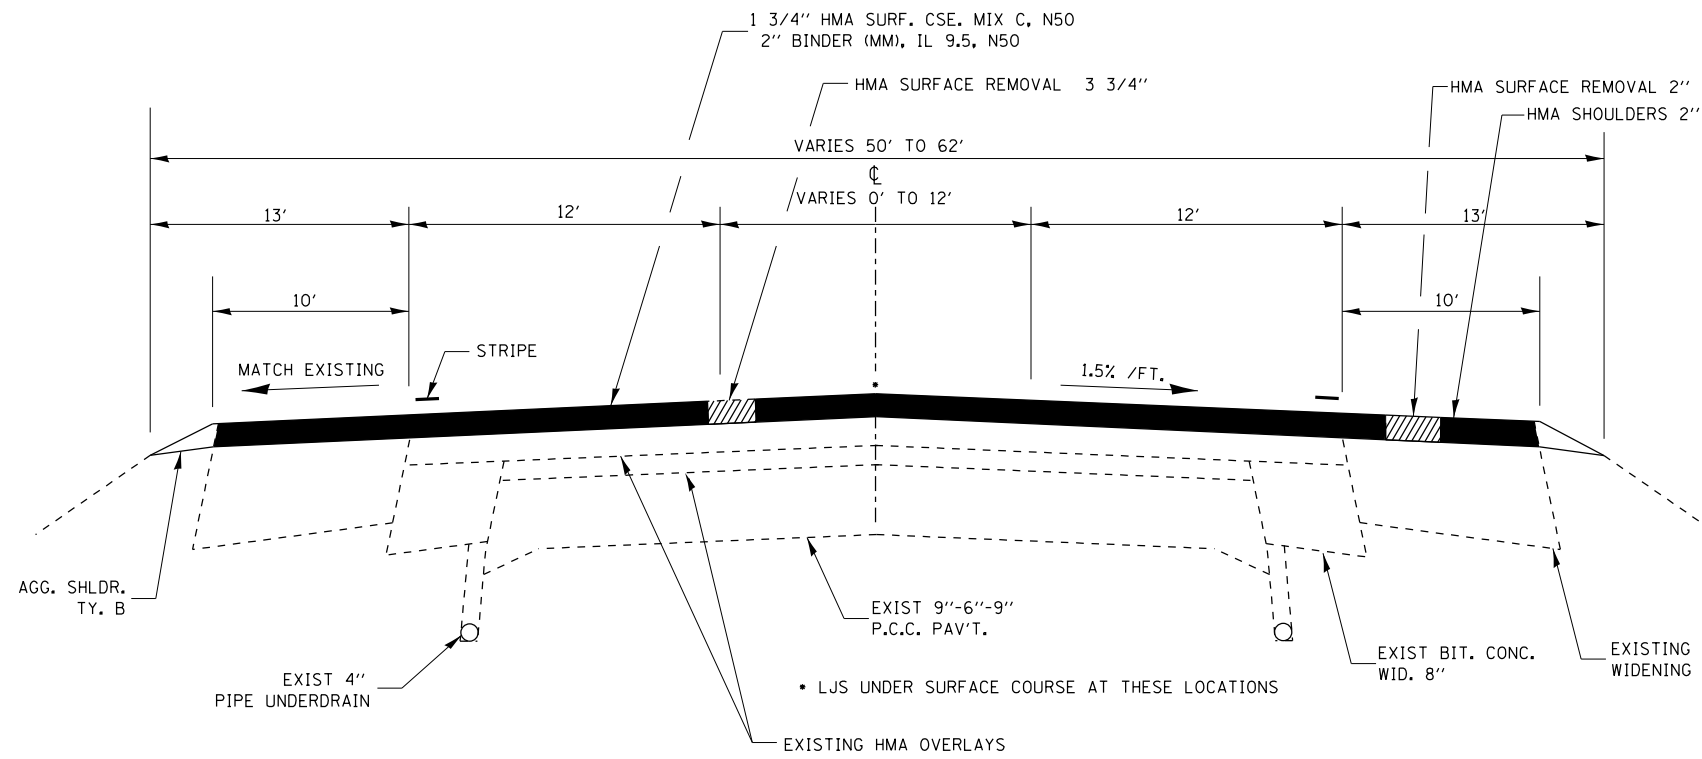 1 3/4'' HMA SURF. CSE. MIX C, N50
2'' BINDER (MM), IL 9.5, N50
HMA SURFACE REMOVAL 3 3/4''
HMA SURFACE REMOVAL 2''
HMA SHOULDERS 2''
VARIES 50' TO 62'
℄
VARIES 0' TO 12'
13'
12'
12'
13'
10'
10'
STRIPE
MATCH EXISTING
1.5% /FT.
*
AGG. SHLDR.
TY. B
EXIST 9''-6''-9''
P.C.C. PAV'T.
EXIST BIT. CONC.
WID. 8''
EXISTING
WIDENING
EXIST 4''
PIPE UNDERDRAIN
* LJS UNDER SURFACE COURSE AT THESE LOCATIONS
EXISTING HMA OVERLAYS